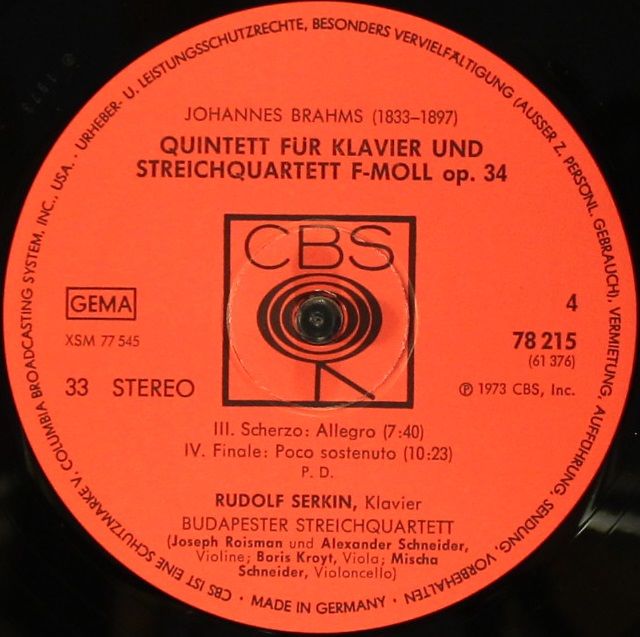 URHEBER- U. LEISTUNGSSCHUTZRECHTE, BESONDERS VERVIELFÄLTIGUNG (AUSSER Z. PERSÖNL. GEBRAUCH), VERMIETUNG, AUFFÜHRUNG, SENDUNG, VORBEHALTEN
JOHANNES BRAHMS (1833–1897)
QUINTETT FÜR KLAVIER UND
STREICHQUARTETT F-MOLL op. 34
CBS
GEMA
4
XSM 77 545
78 215
(61 376)
33 STEREO
℗ 1973 CBS, Inc.
III. Scherzo: Allegro (7:40)
IV. Finale: Poco sostenuto (10:23)
P. D.
RUDOLF SERKIN, Klavier
BUDAPESTER STREICHQUARTETT
(Joseph Roisman und Alexander Schneider,
Violine; Boris Kroyt, Viola; Mischa
Schneider, Violoncello)
CBS IST EINE SCHUTZMARKE V. COLUMBIA BROADCASTING SYSTEM, INC., USA. ·
· MADE IN GERMANY ·